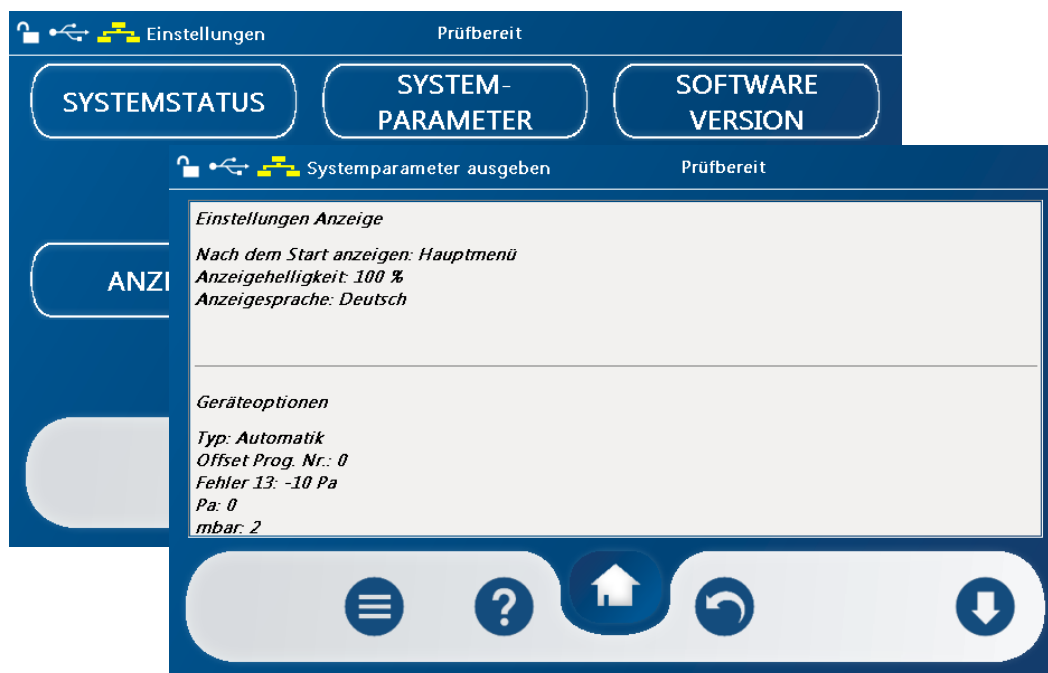 Einstellungen
Prüfbereit
SYSTEMSTATUS
SYSTEM-
PARAMETER
SOFTWARE
VERSION
ANZ
Systemparameter ausgeben
Prüfbereit
Einstellungen Anzeige
Nach dem Start anzeigen: Hauptmenü
Anzeigehelligkeit: 100 %
Anzeigesprache: Deutsch
Geräteoptionen
Typ: Automatik
Offset Prog. Nr.: 0
Fehler 13: -10 Pa
Pa: 0
mbar: 2
?